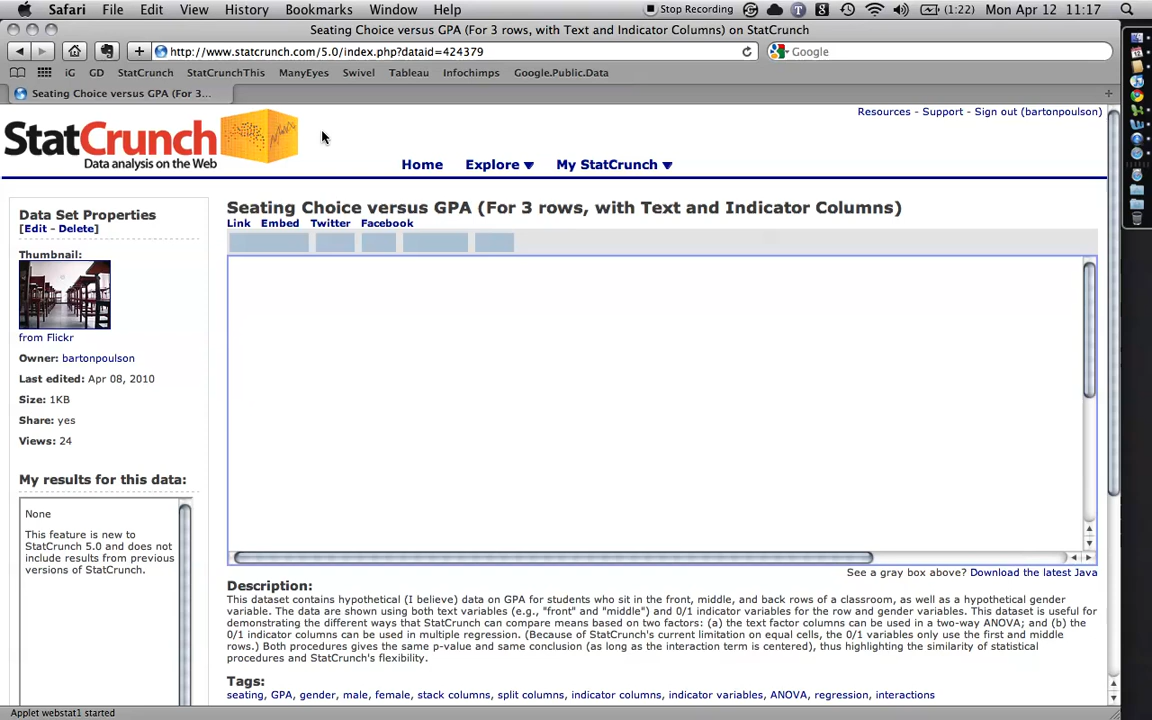 Safari File Edit View History Bookmarks Window Help Stop Recording (1:22) Mon Apr 12 11:17
Seating Choice versus GPA (For 3 rows, with Text and Indicator Columns) on StatCrunch
http://www.statcrunch.com/5.0/index.php?dataid=424379 Google
iG GD StatCrunch StatCrunchThis ManyEyes Swivel Tableau Infochimps Google.Public.Data
Seating Choice versus GPA (For 3...
Resources - Support - Sign out (bartonpoulson)
StatCrunch
Data analysis on the Web
Home Explore My StatCrunch
Data Set Properties
[Edit - Delete]
Thumbnail:
from Flickr
Owner: bartonpoulson
Last edited: Apr 08, 2010
Size: 1KB
Share: yes
Views: 24
My results for this data:
None
This feature is new to
StatCrunch 5.0 and does not
include results from previous
versions of StatCrunch.
Seating Choice versus GPA (For 3 rows, with Text and Indicator Columns)
Link Embed Twitter Facebook
See a gray box above? Download the latest Java
Description:
This dataset contains hypothetical (I believe) data on GPA for students who sit in the front, middle, and back rows of a classroom, as well as a hypothetical gender
variable. The data are shown using both text variables (e.g., "front" and "middle") and 0/1 indicator variables for the row and gender variables. This dataset is useful for
demonstrating the different ways that StatCrunch can compare means based on two factors: (a) the text factor columns can be used in a two-way ANOVA; and (b) the
0/1 indicator columns can be used in multiple regression. (Because of StatCrunch's current limitation on equal cells, the 0/1 variables only use the first and middle
rows.) Both procedures gives the same p-value and same conclusion (as long as the interaction term is centered), thus highlighting the similarity of statistical
procedures and StatCrunch's flexibility.
Tags:
seating, GPA, gender, male, female, stack columns, split columns, indicator columns, indicator variables, ANOVA, regression, interactions
Applet webstat1 started